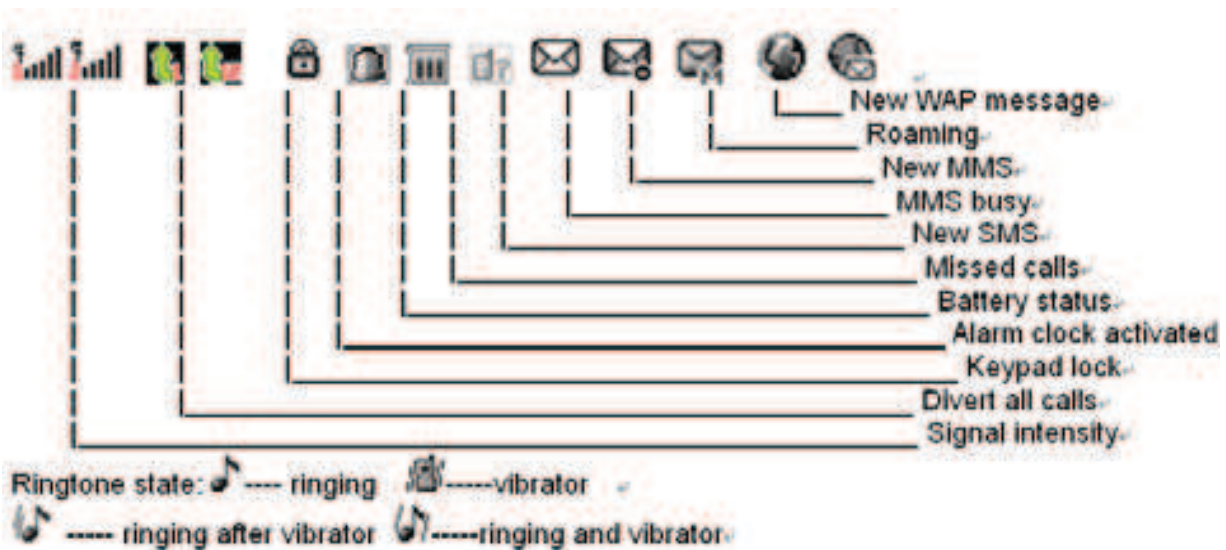 New WAP message
Roaming
New MMS
MMS busy
New SMS
Missed calls
Battery status
Alarm clock activated
Keypad lock
Divert all calls
Signal intensity
Ringtone state: ---- ringing -----vibrator
----- ringing after vibrator -----ringing and vibrator